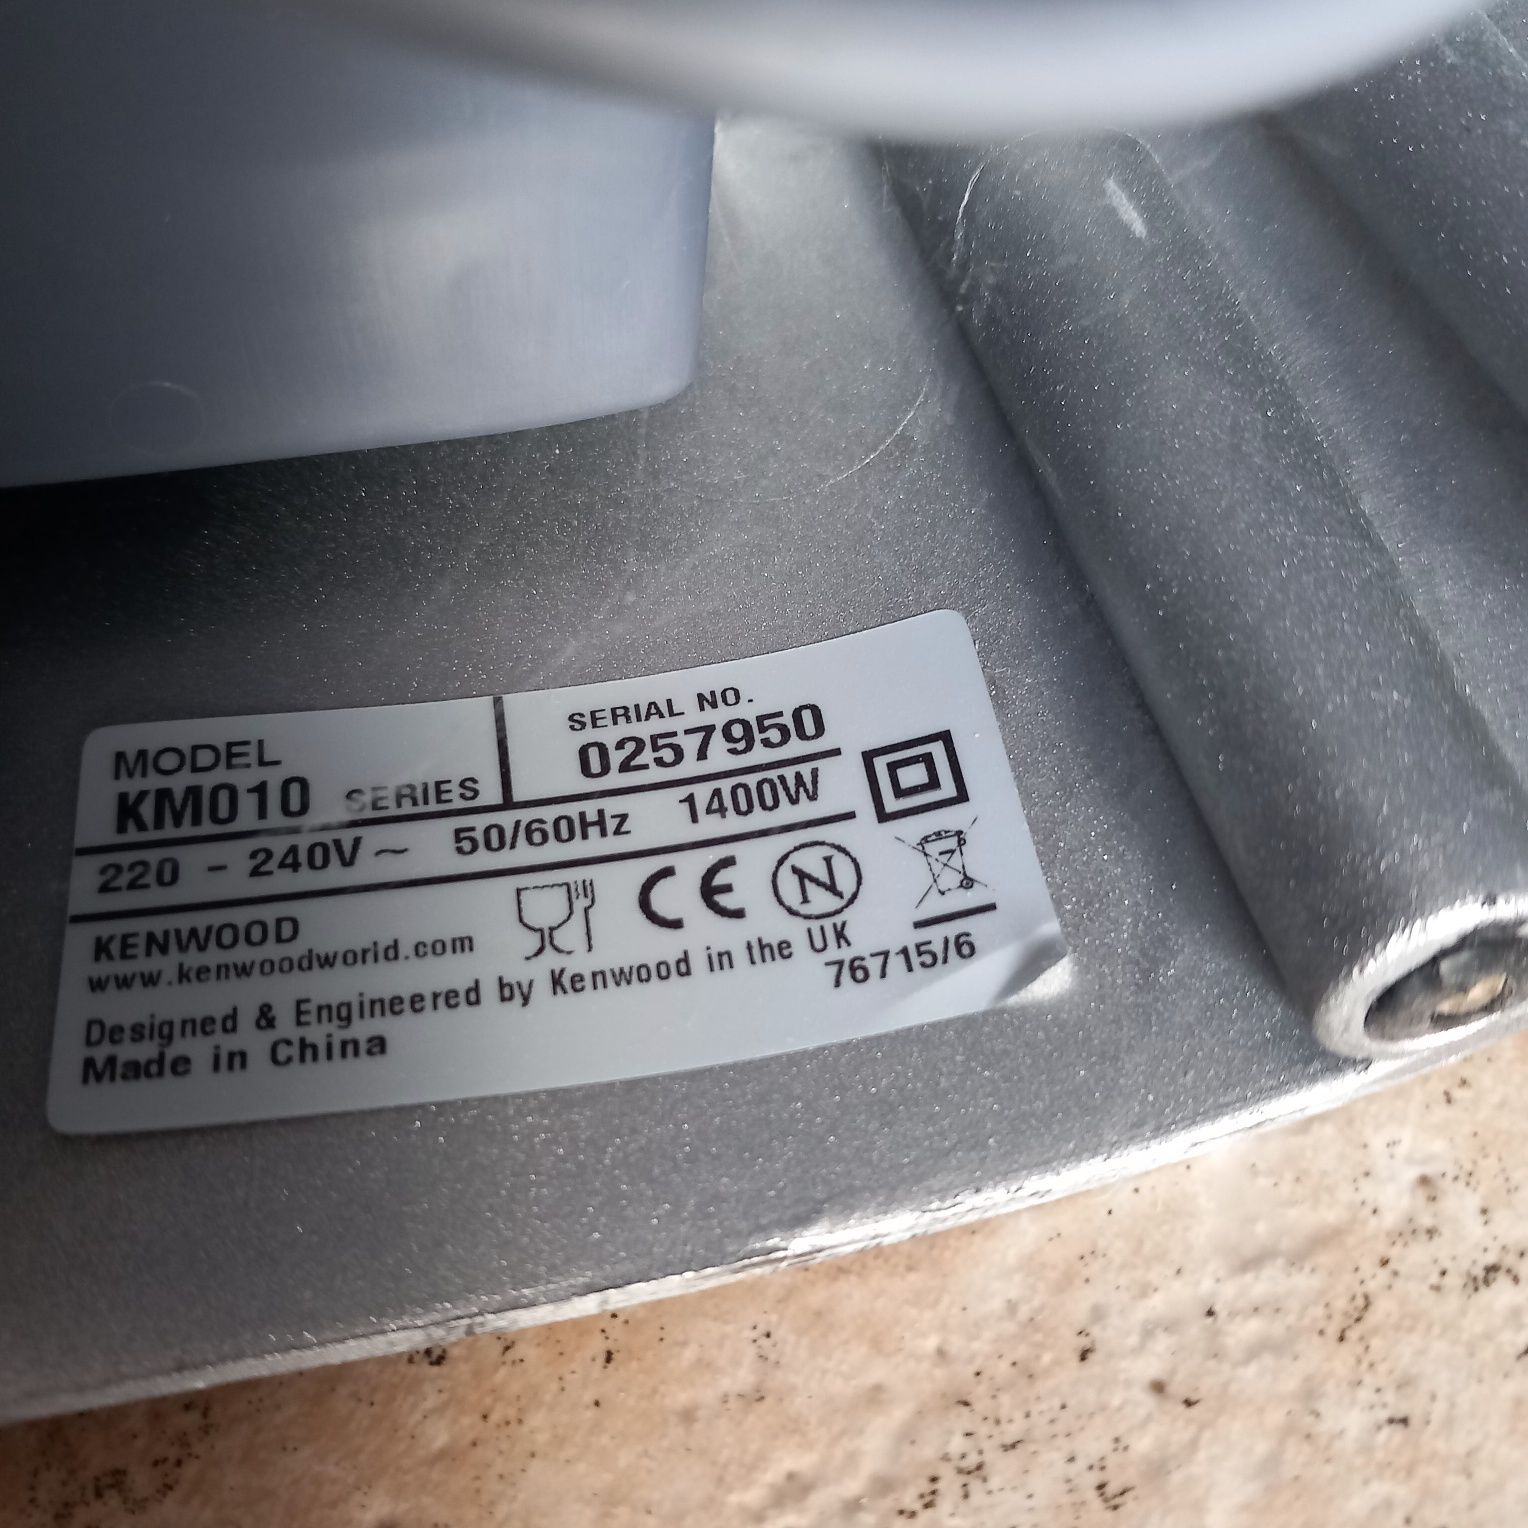 MODEL
KM010 SERIES
SERIAL NO.
0257950
220 - 240V ~ 50/60Hz 1400W
KENWOOD
www.kenwoodworld.com
CE N
Designed & Engineered by Kenwood in the UK
Made in China
76715/6